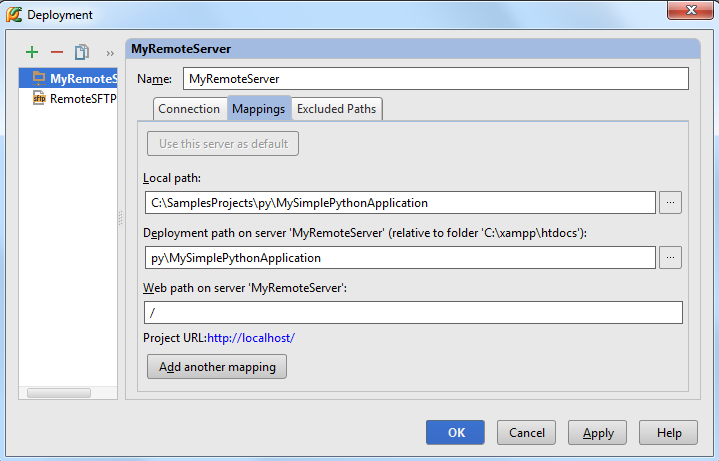 Deployment
»
MyRemoteS
RemoteSFTP
MyRemoteServer
Name: MyRemoteServer
Connection Mappings Excluded Paths
Use this server as default
Local path:
C:\SamplesProjects\py\MySimplePythonApplication ...
Deployment path on server 'MyRemoteServer' (relative to folder 'C:\xampp\htdocs'):
py\MySimplePythonApplication ...
Web path on server 'MyRemoteServer':
/
Project URL:http://localhost/
Add another mapping
OK Cancel Apply Help